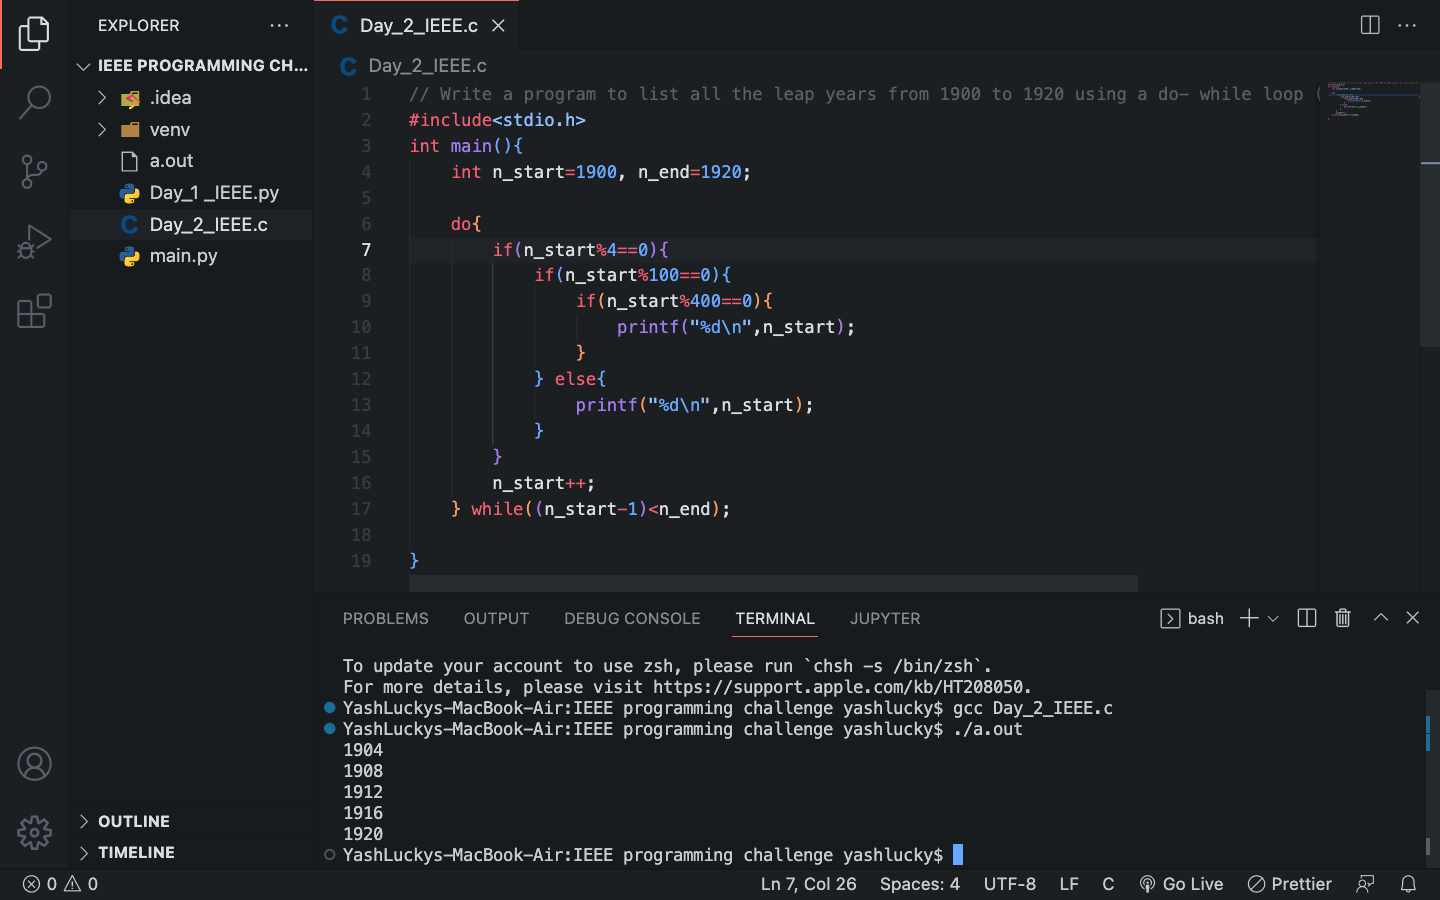 EXPLORER
IEEE PROGRAMMING CH...
.idea
venv
a.out
Day_1 _IEEE.py
C Day_2_IEEE.c
main.py
OUTLINE
TIMELINE
C Day_2_IEEE.c
C Day_2_IEEE.c
1 // Write a program to list all the leap years from 1900 to 1920 using a do- while loop (
2 #include<stdio.h>
3 int main(){
4 int n_start=1900, n_end=1920;
5
6 do{
7 if(n_start%4==0){
8 if(n_start%100==0){
9 if(n_start%400==0){
10 printf("%d\n",n_start);
11 }
12 } else{
13 printf("%d\n",n_start);
14 }
15 }
16 n_start++;
17 } while((n_start-1)<n_end);
18
19 }
PROBLEMS OUTPUT DEBUG CONSOLE TERMINAL JUPYTER bash
To update your account to use zsh, please run `chsh -s /bin/zsh`.
For more details, please visit https://support.apple.com/kb/HT208050.
YashLuckys-MacBook-Air:IEEE programming challenge yashlucky$ gcc Day_2_IEEE.c
YashLuckys-MacBook-Air:IEEE programming challenge yashlucky$ ./a.out
1904
1908
1912
1916
1920
YashLuckys-MacBook-Air:IEEE programming challenge yashlucky$
0 0 Ln 7, Col 26 Spaces: 4 UTF-8 LF C Go Live Prettier